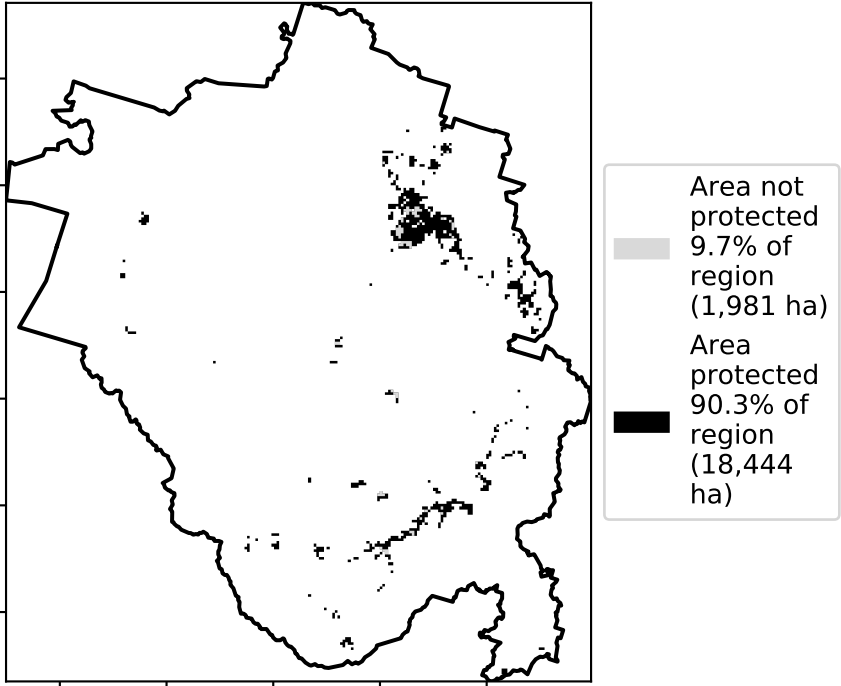 Area not
protected
9.7% of
region
(1,981 ha)
Area
protected
90.3% of
region
(18,444
ha)